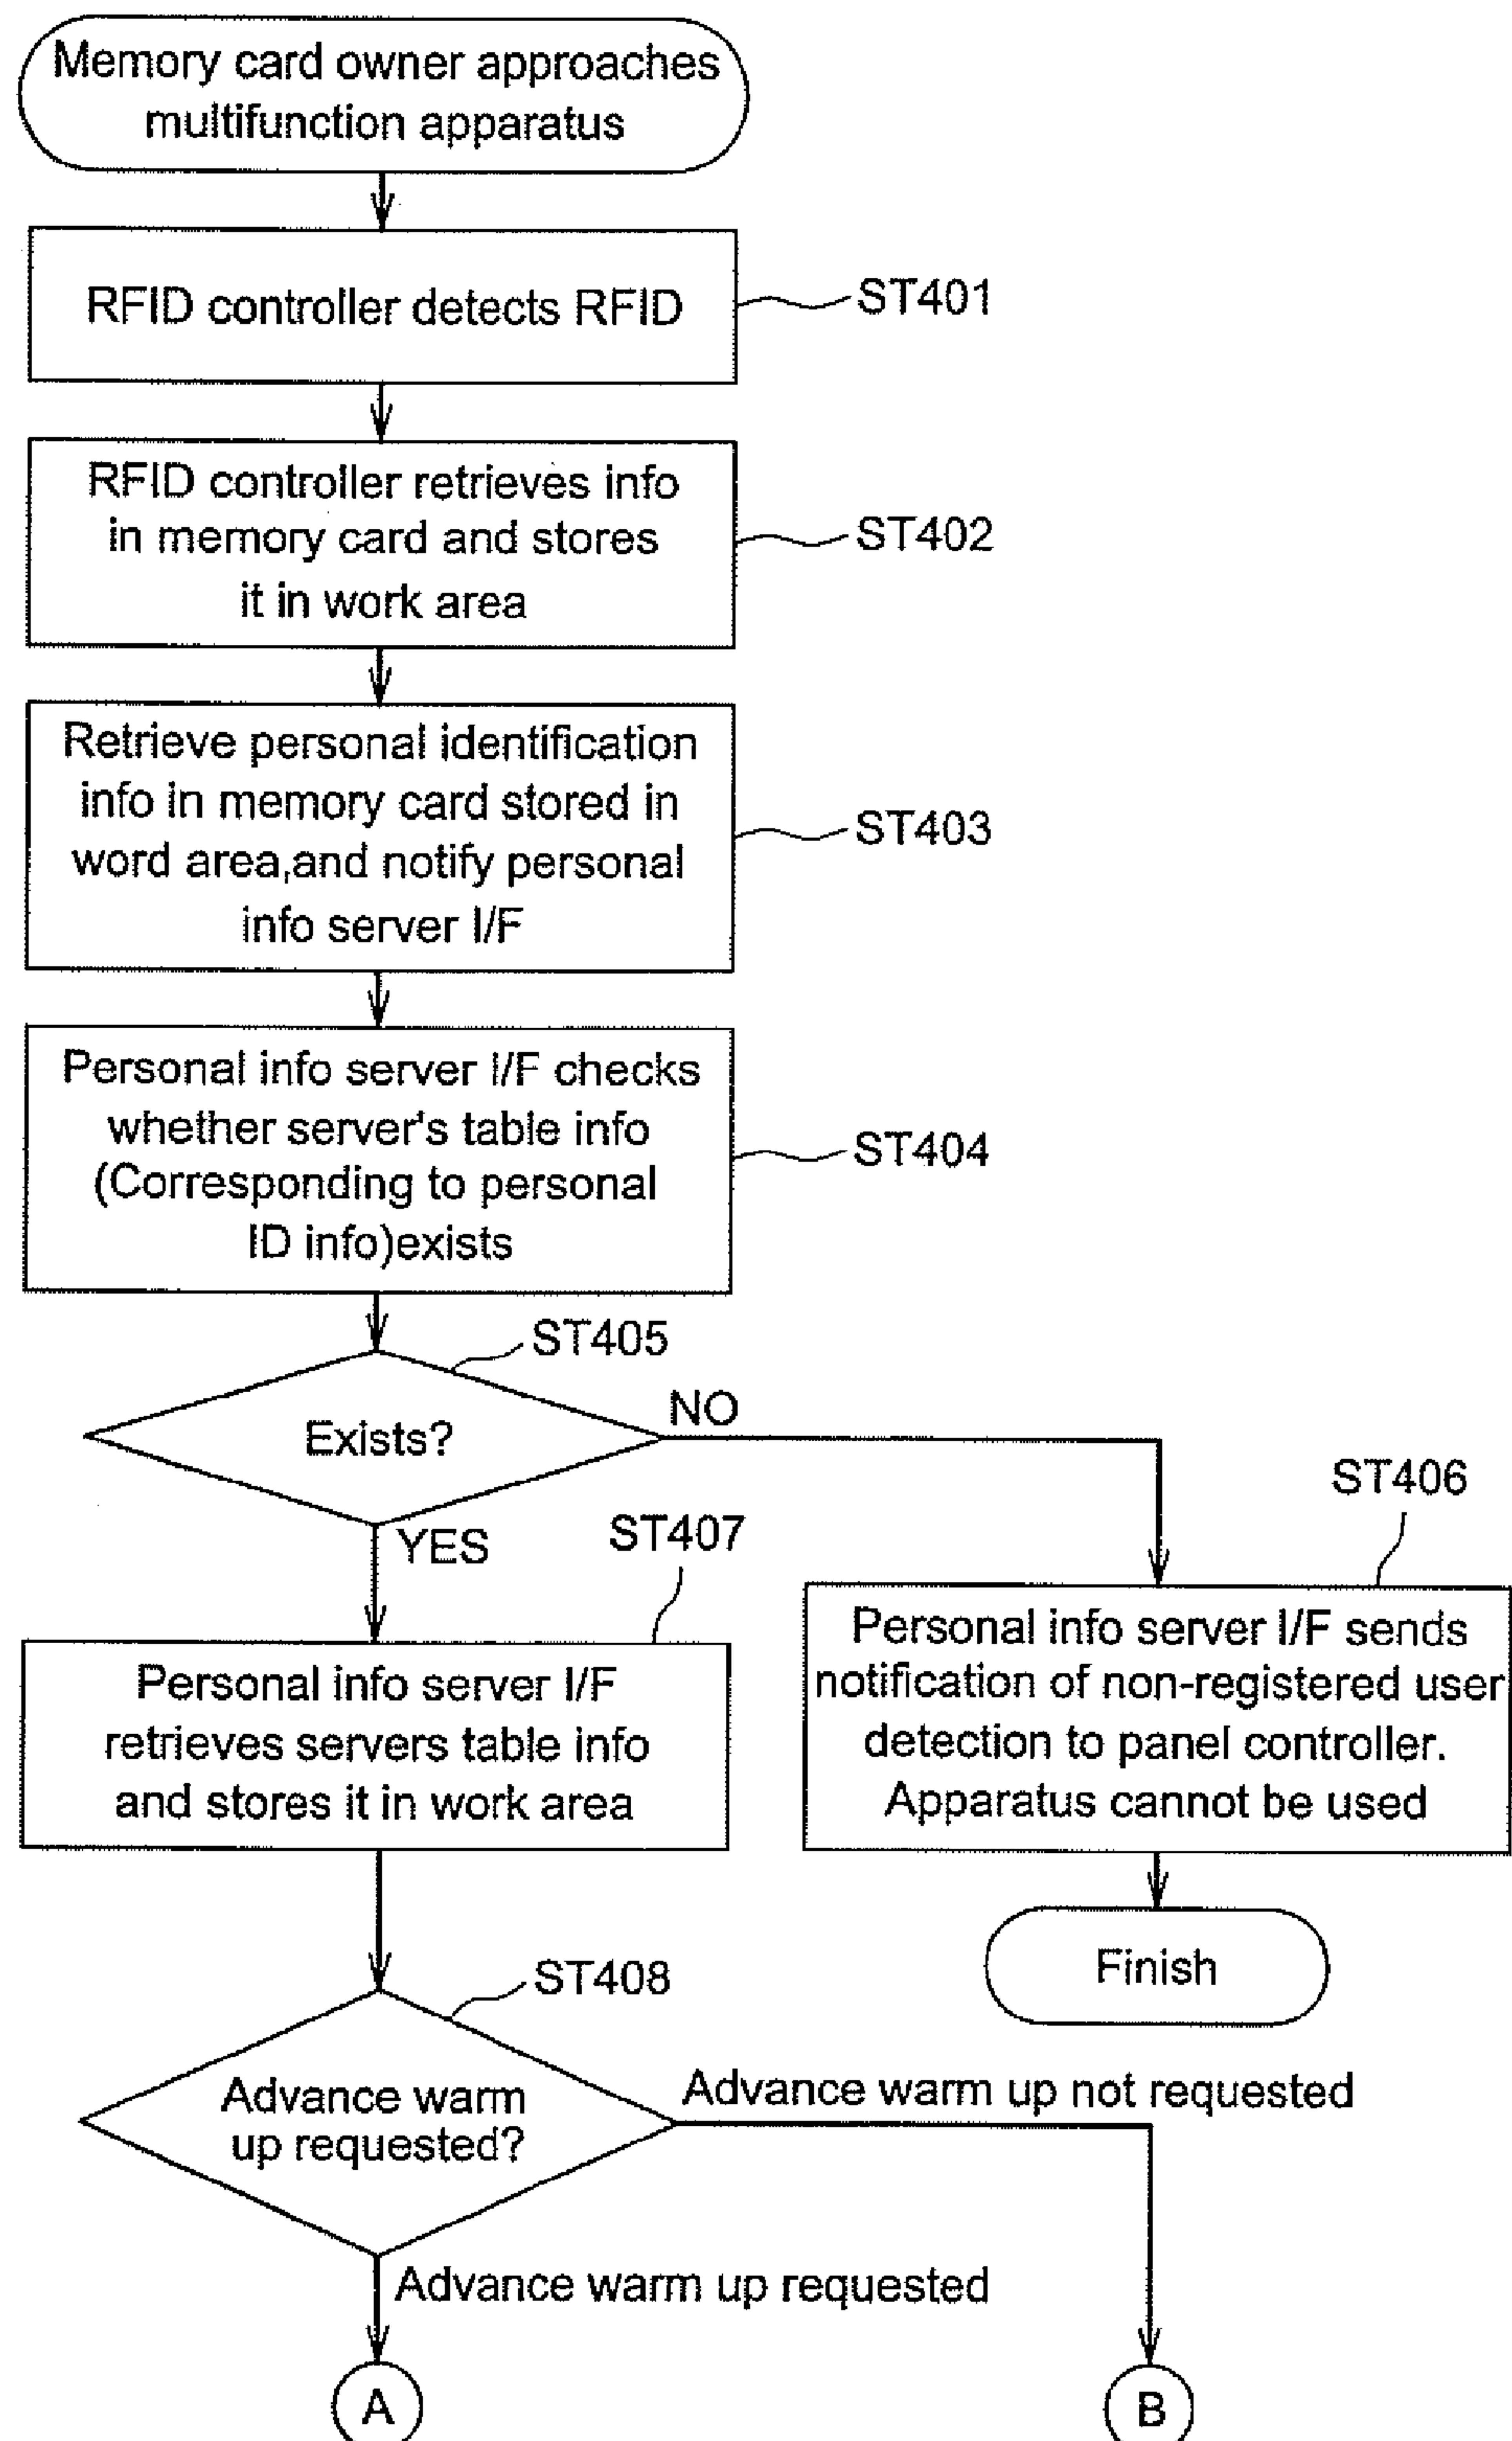 Memory card owner approaches
multifunction apparatus
RFID controller detects RFID
ST401
RFID controller retrieves info
in memory card and stores
it in work area
ST402
Retrieve personal identification
info in memory card stored in
word area,and notify personal
info server I/F
ST403
Personal info server I/F checks
whether server's table info
(Corresponding to personal
ID info)exists
ST404
ST405
Exists?
NO
YES
ST406
Personal info server I/F sends
notification of non-registered user
detection to panel controller.
Apparatus cannot be used
Finish
ST407
Personal info server I/F
retrieves servers table info
and stores it in work area
ST408
Advance warm
up requested?
Advance warm up not requested
Advance warm up requested
A
B